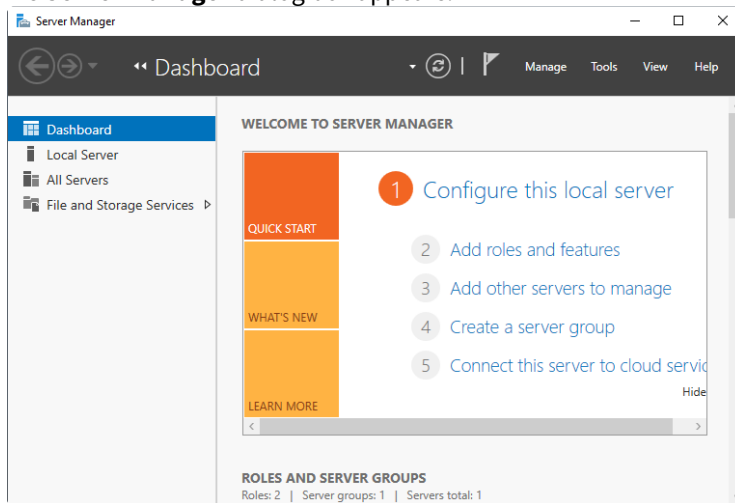 Server Manager
Dashboard
Manage Tools View Help
Dashboard
Local Server
All Servers
File and Storage Services
WELCOME TO SERVER MANAGER
QUICK START
WHAT'S NEW
LEARN MORE
1 Configure this local server
2 Add roles and features
3 Add other servers to manage
4 Create a server group
5 Connect this server to cloud servic
Hide
ROLES AND SERVER GROUPS
Roles: 2 | Server groups: 1 | Servers total: 1